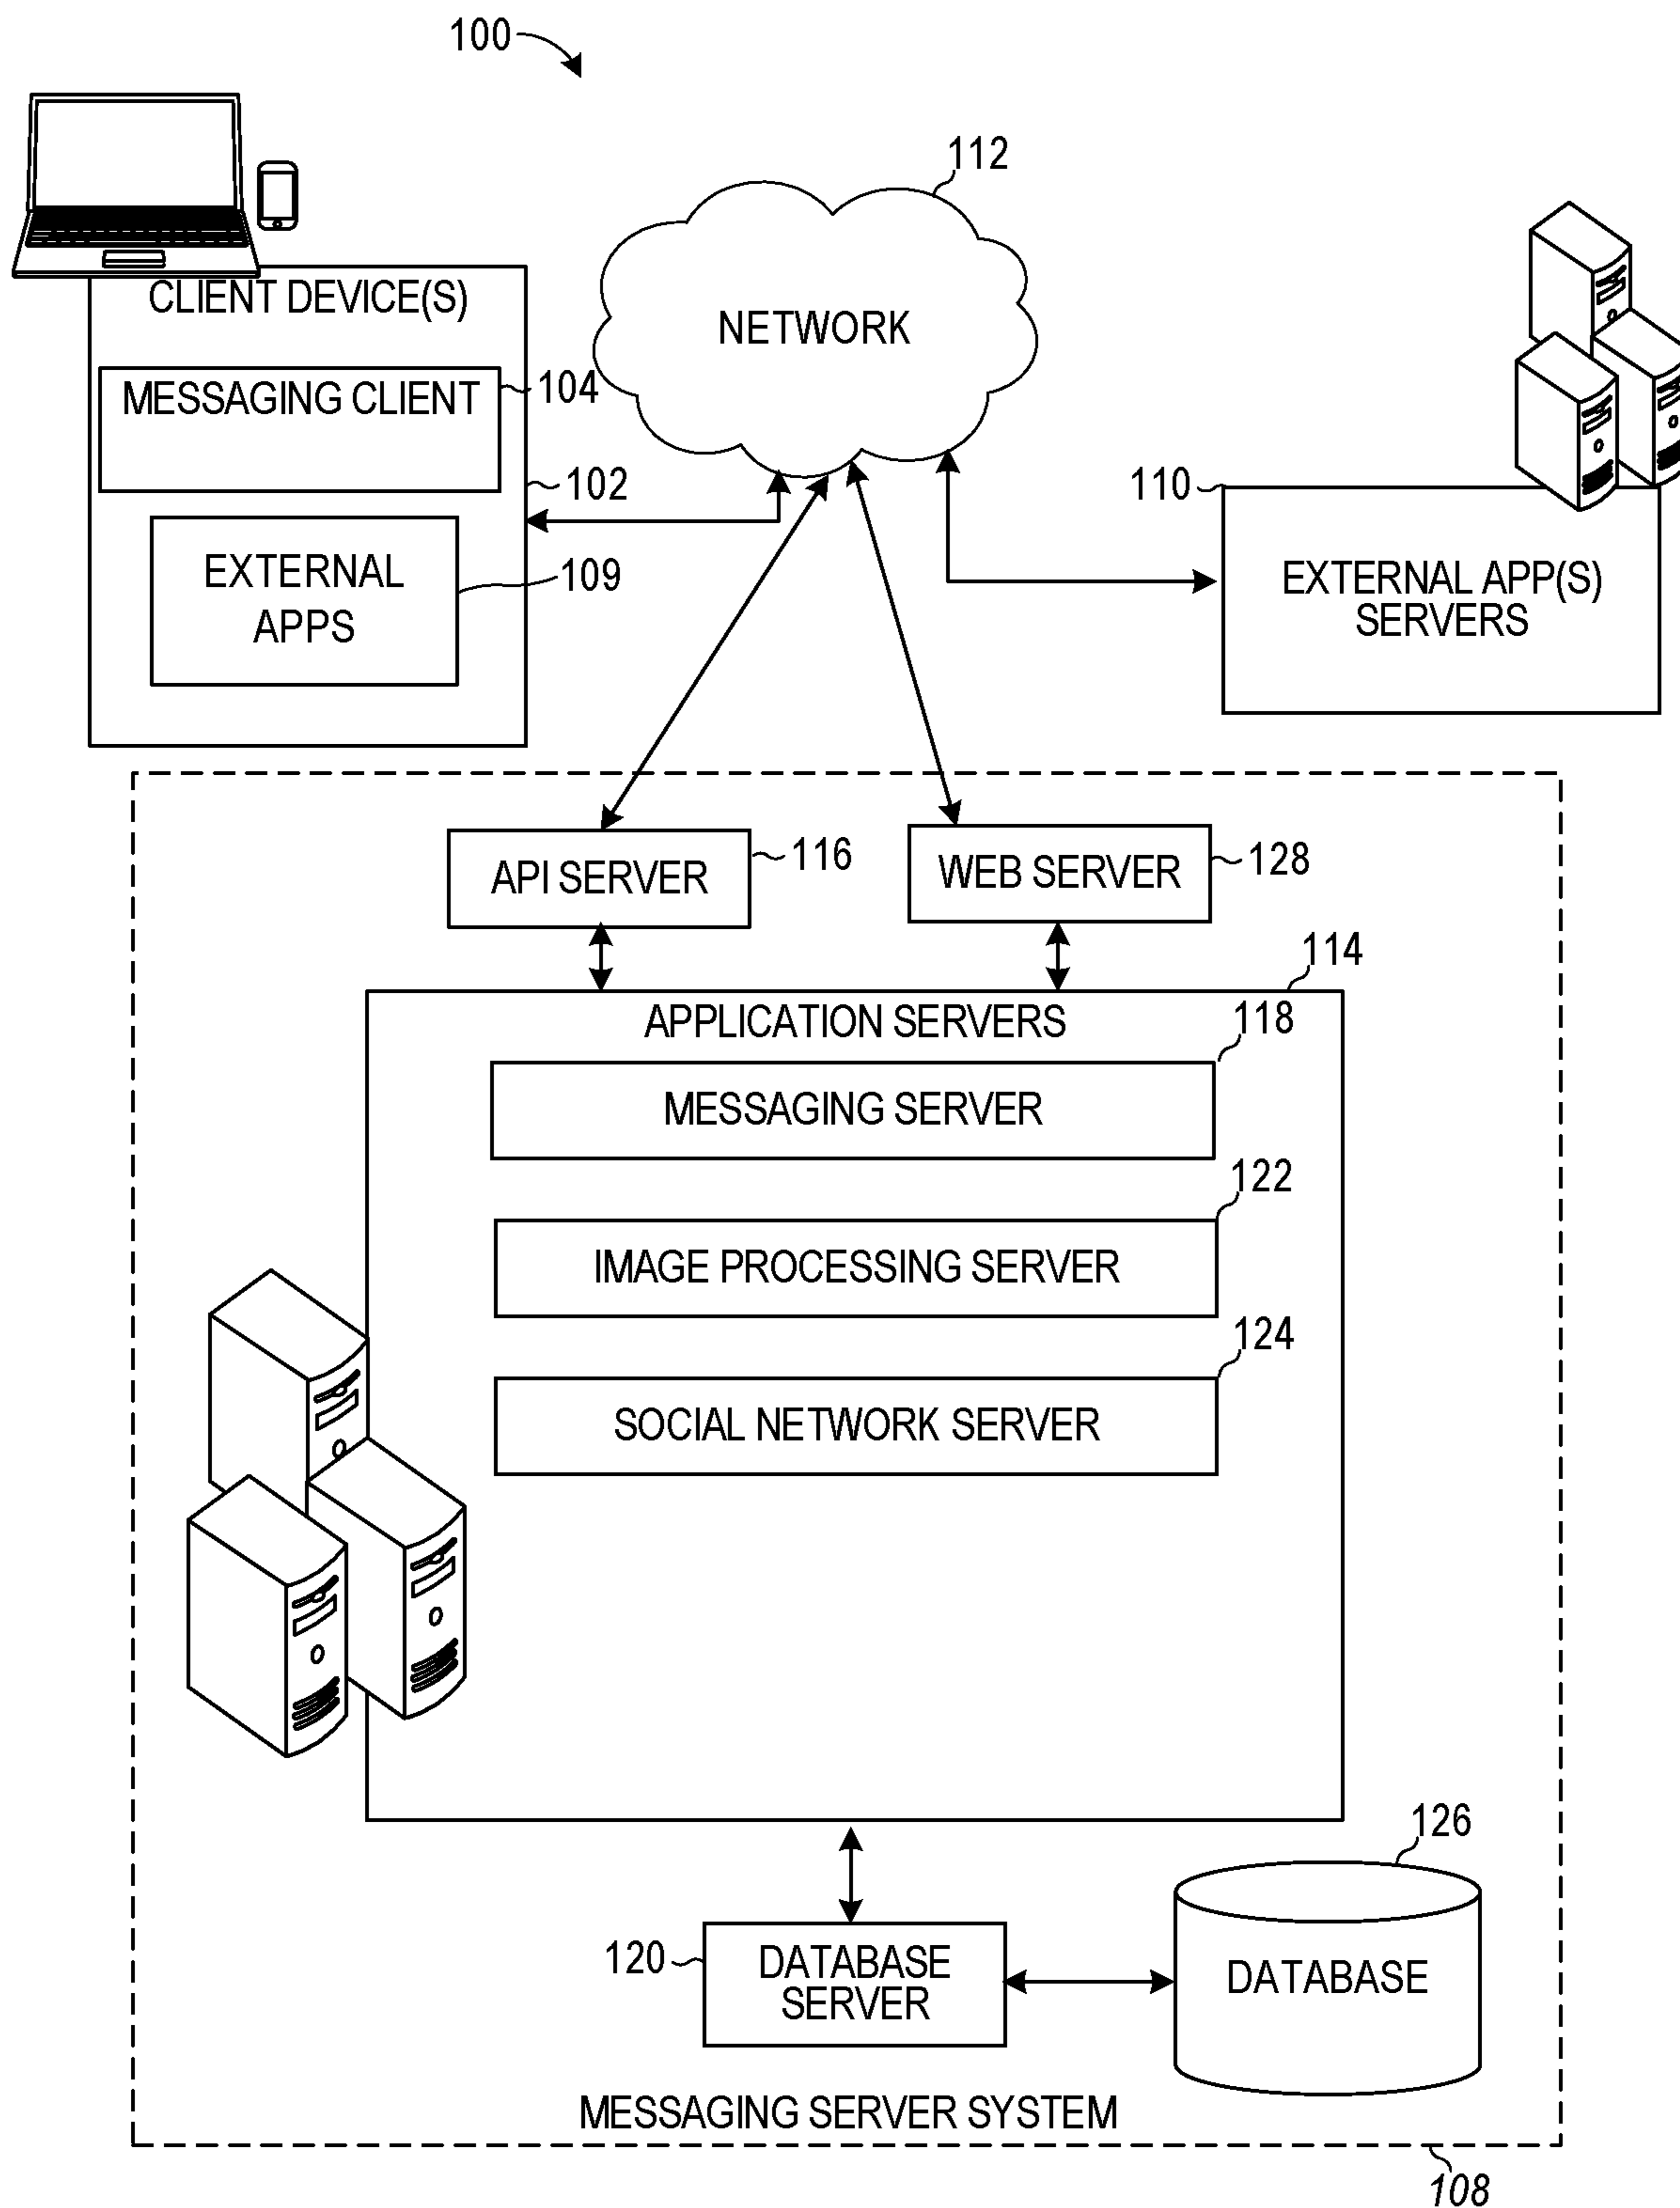 100
112
CLIENT DEVICE(S)
NETWORK
MESSAGING CLIENT
104
102
110
EXTERNAL
APPS
109
EXTERNAL APP(S)
SERVERS
API SERVER
116
WEB SERVER
128
114
APPLICATION SERVERS
118
MESSAGING SERVER
122
IMAGE PROCESSING SERVER
124
SOCIAL NETWORK SERVER
126
120
DATABASE
SERVER
DATABASE
MESSAGING SERVER SYSTEM
108